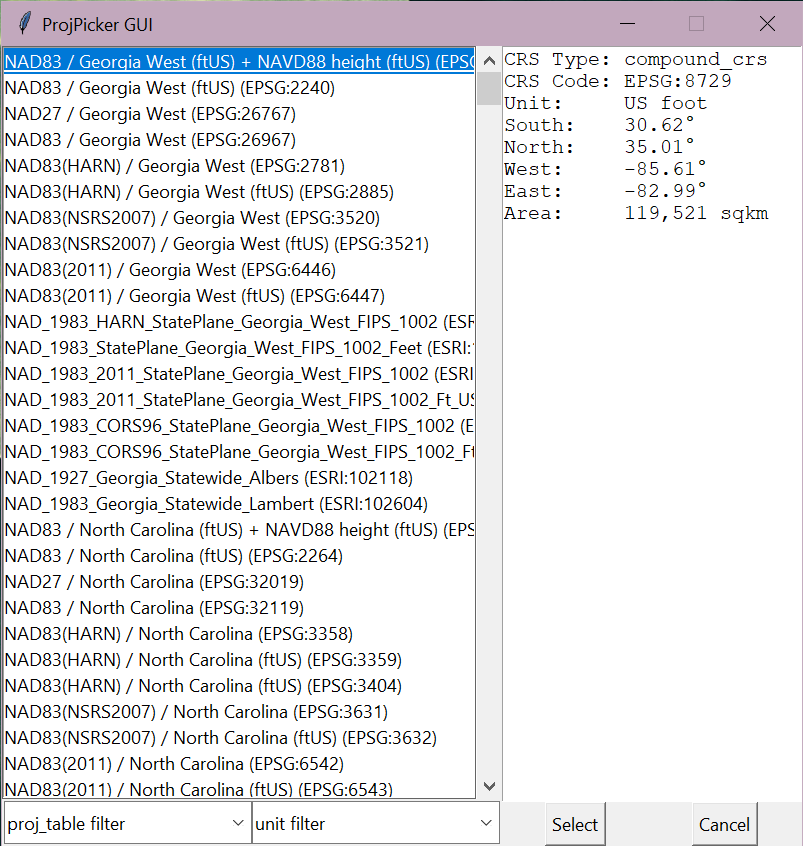 ProjPicker GUI
NAD83 / Georgia West (ftUS) + NAVD88 height (ftUS) (EPSG
NAD83 / Georgia West (ftUS) (EPSG:2240)
NAD27 / Georgia West (EPSG:26767)
NAD83 / Georgia West (EPSG:26967)
NAD83(HARN) / Georgia West (EPSG:2781)
NAD83(HARN) / Georgia West (ftUS) (EPSG:2885)
NAD83(NSRS2007) / Georgia West (EPSG:3520)
NAD83(NSRS2007) / Georgia West (ftUS) (EPSG:3521)
NAD83(2011) / Georgia West (EPSG:6446)
NAD83(2011) / Georgia West (ftUS) (EPSG:6447)
NAD_1983_HARN_StatePlane_Georgia_West_FIPS_1002 (ESR
NAD_1983_StatePlane_Georgia_West_FIPS_1002_Feet (ESRI:
NAD_1983_2011_StatePlane_Georgia_West_FIPS_1002 (ESRI
NAD_1983_2011_StatePlane_Georgia_West_FIPS_1002_Ft_US
NAD_1983_CORS96_StatePlane_Georgia_West_FIPS_1002 (E
NAD_1983_CORS96_StatePlane_Georgia_West_FIPS_1002_Ft
NAD_1927_Georgia_Statewide_Albers (ESRI:102118)
NAD_1983_Georgia_Statewide_Lambert (ESRI:102604)
NAD83 / North Carolina (ftUS) + NAVD88 height (ftUS) (EPS
NAD83 / North Carolina (ftUS) (EPSG:2264)
NAD27 / North Carolina (EPSG:32019)
NAD83 / North Carolina (EPSG:32119)
NAD83(HARN) / North Carolina (EPSG:3358)
NAD83(HARN) / North Carolina (ftUS) (EPSG:3359)
NAD83(HARN) / North Carolina (ftUS) (EPSG:3404)
NAD83(NSRS2007) / North Carolina (EPSG:3631)
NAD83(NSRS2007) / North Carolina (ftUS) (EPSG:3632)
NAD83(2011) / North Carolina (EPSG:6542)
NAD83(2011) / North Carolina (ftUS) (EPSG:6543)
CRS Type: compound_crs
CRS Code: EPSG:8729
Unit: US foot
South: 30.62°
North: 35.01°
West: -85.61°
East: -82.99°
Area: 119,521 sqkm
proj_table filter
unit filter
Select
Cancel